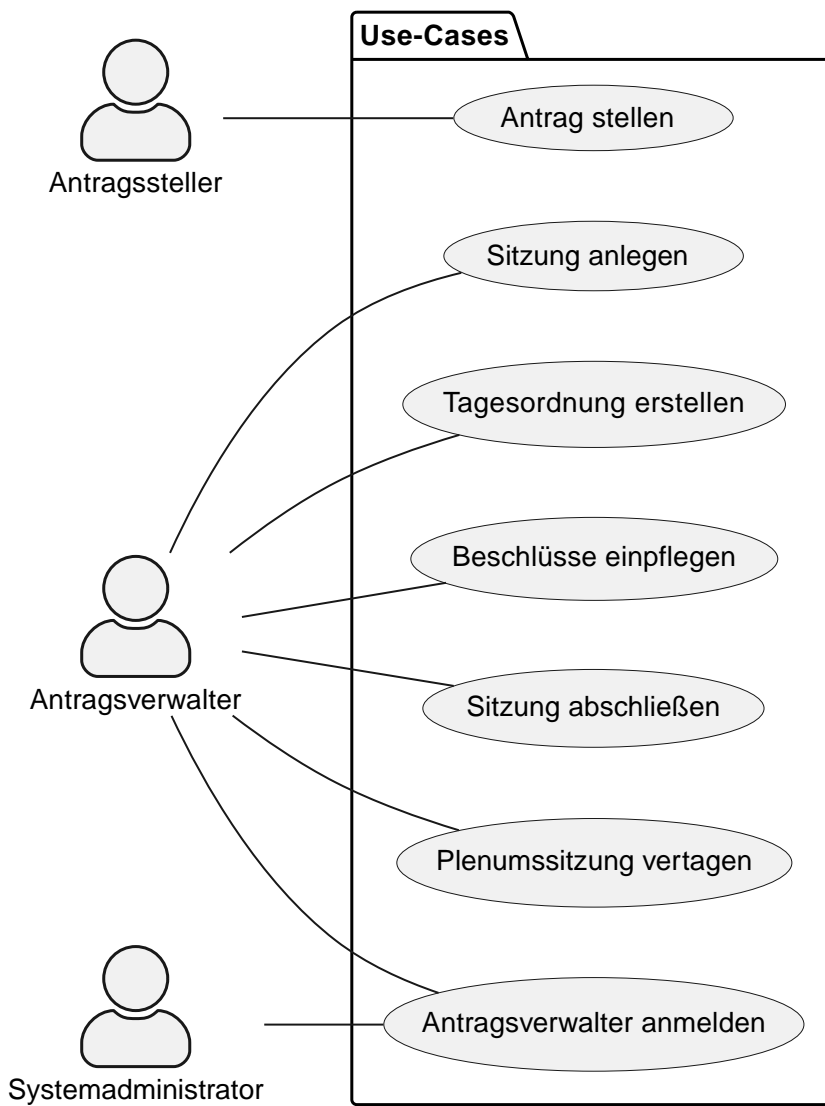 Use-Cases
Antrag stellen
Antragssteller
Sitzung anlegen
Tagesordnung erstellen
Beschlüsse einpflegen
Antragsverwalter
Sitzung abschließen
Plenumssitzung vertagen
Antragsverwalter anmelden
Systemadministrator